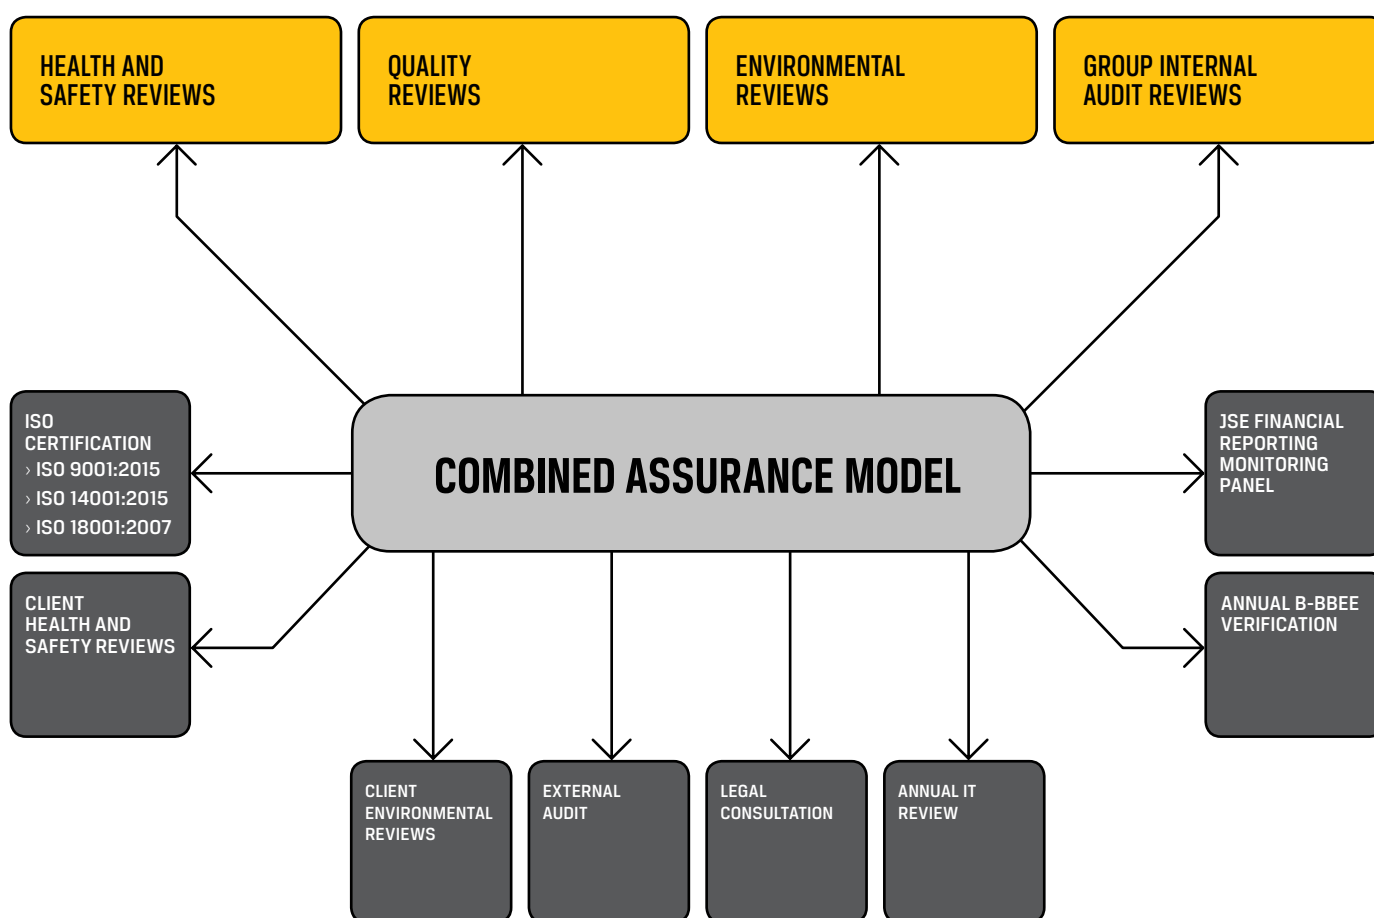 HEALTH AND
SAFETY REVIEWS
QUALITY
REVIEWS
ENVIRONMENTAL
REVIEWS
GROUP INTERNAL
AUDIT REVIEWS
ISO
CERTIFICATION
› ISO 9001:2015
› ISO 14001:2015
› ISO 18001:2007
COMBINED ASSURANCE MODEL
JSE FINANCIAL
REPORTING
MONITORING
PANEL
CLIENT
HEALTH AND
SAFETY REVIEWS
ANNUAL B-BBEE
VERIFICATION
CLIENT
ENVIRONMENTAL
REVIEWS
EXTERNAL
AUDIT
LEGAL
CONSULTATION
ANNUAL IT
REVIEW